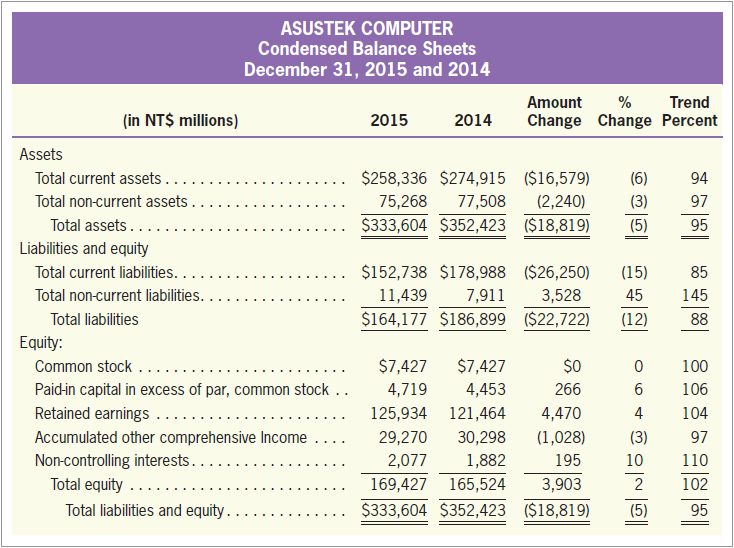 ASUSTEK COMPUTER
Condensed Balance Sheets
December 31, 2015 and 2014
Amount % Trend
(in NT$ millions) 2015 2014 Change Change Percent
Assets
Total current assets . . . . . . . . . . . . . . . . . . . . . $258,336 $274,915 ($16,579) (6) 94
Total non-current assets . . . . . . . . . . . . . . . . . . 75,268 77,508 (2,240) (3) 97
Total assets . . . . . . . . . . . . . . . . . . . . . . . . . $333,604 $352,423 ($18,819) (5) 95
Liabilities and equity
Total current liabilities. . . . . . . . . . . . . . . . . . . . $152,738 $178,988 ($26,250) (15) 85
Total non-current liabilities. . . . . . . . . . . . . . . . . 11,439 7,911 3,528 45 145
Total liabilities $164,177 $186,899 ($22,722) (12) 88
Equity:
Common stock . . . . . . . . . . . . . . . . . . . . . . . . $7,427 $7,427 $0 0 100
Paid-in capital in excess of par, common stock . . 4,719 4,453 266 6 106
Retained earnings . . . . . . . . . . . . . . . . . . . . . . 125,934 121,464 4,470 4 104
Accumulated other comprehensive Income . . . . 29,270 30,298 (1,028) (3) 97
Non-controlling interests. . . . . . . . . . . . . . . . . . 2,077 1,882 195 10 110
Total equity . . . . . . . . . . . . . . . . . . . . . . . . . 169,427 165,524 3,903 2 102
Total liabilities and equity. . . . . . . . . . . . . . $333,604 $352,423 ($18,819) (5) 95